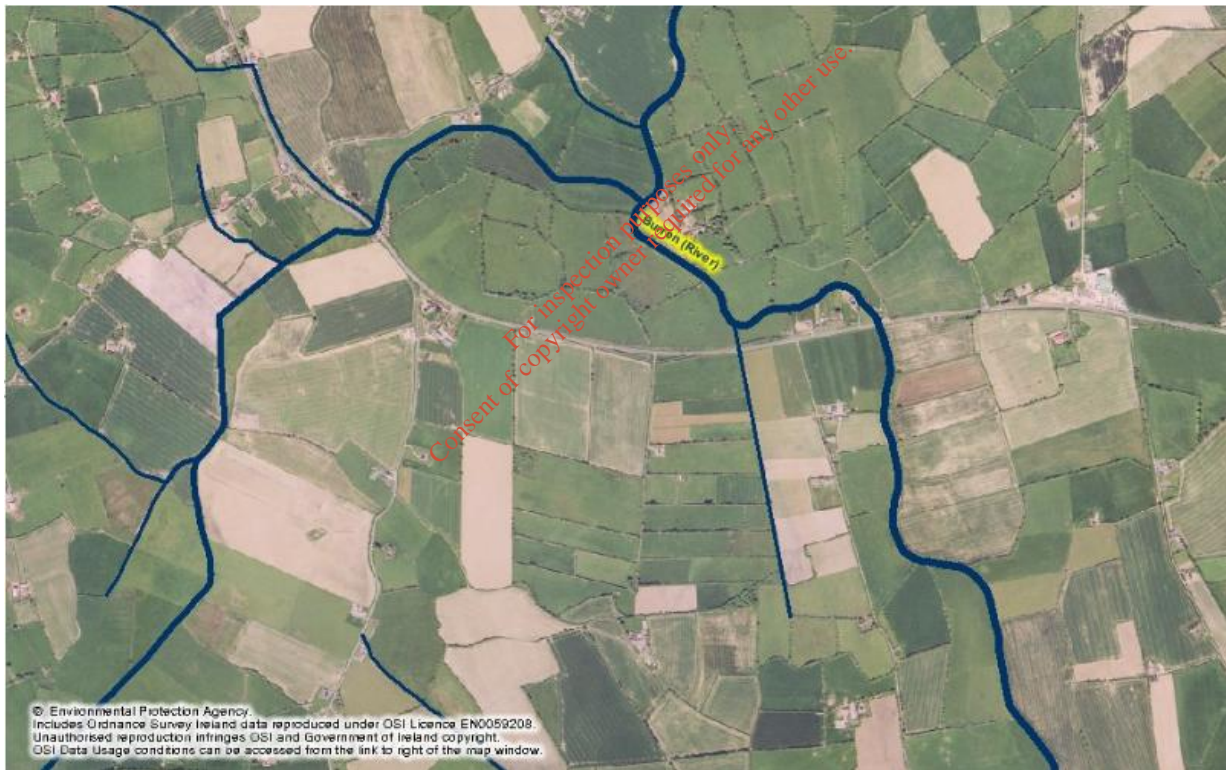 For inspection purposes only.
Consent of copyright owner required for any other use.
Burren (River)
© Environmental Protection Agency.
Includes Ordnance Survey Ireland data reproduced under OSI Licence EN0059208.
Unauthorised reproduction infringes OSI and Government of Ireland copyright.
OSI Data Usage conditions can be accessed from the link to right of the map window.